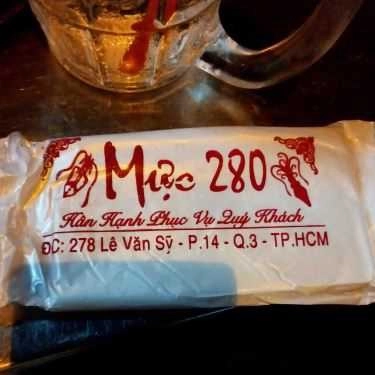 Mực 280
Hân Hạnh Phục Vụ Quý Khách
ĐC: 278 Lê Văn Sỹ - P.14 - Q.3 - TP.HCM